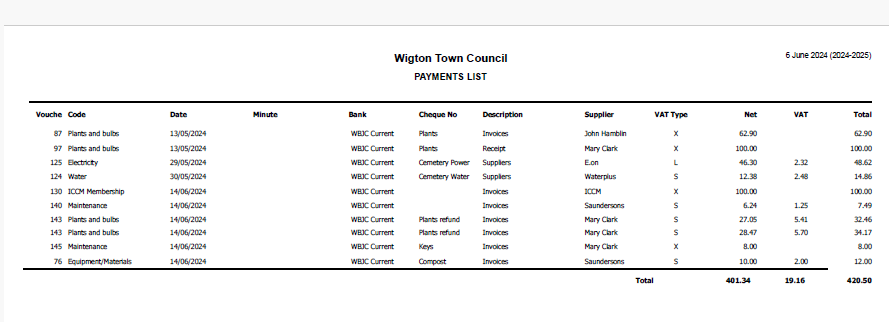 6 June 2024 (2024-2025)
Wigton Town Council
PAYMENTS LIST
Vouche Code Date Minute Bank Cheque No Description Supplier VAT Type Net VAT Total
87 Plants and bulbs 13/05/2024 WBJC Current Plants Invoices John Hamblin X 62.90 62.90
97 Plants and bulbs 13/05/2024 WBJC Current Plants Receipt Mary Clark X 100.00 100.00
125 Electricity 29/05/2024 WBJC Current Cemetery Power Suppliers E.on L 46.30 2.32 48.62
124 Water 30/05/2024 WBJC Current Cemetery Water Suppliers Waterplus S 12.38 2.48 14.86
130 ICCM Membership 14/06/2024 WBJC Current Invoices ICCM X 100.00 100.00
140 Maintenance 14/06/2024 WBJC Current Invoices Saundersons S 6.24 1.25 7.49
143 Plants and bulbs 14/06/2024 WBJC Current Plants refund Invoices Mary Clark S 27.05 5.41 32.46
143 Plants and bulbs 14/06/2024 WBJC Current Plants refund Invoices Mary Clark S 28.47 5.70 34.17
145 Maintenance 14/06/2024 WBJC Current Keys Invoices Mary Clark X 8.00 8.00
76 Equipment/Materials 14/06/2024 WBJC Current Compost Invoices Saundersons S 10.00 2.00 12.00
Total 401.34 19.16 420.50